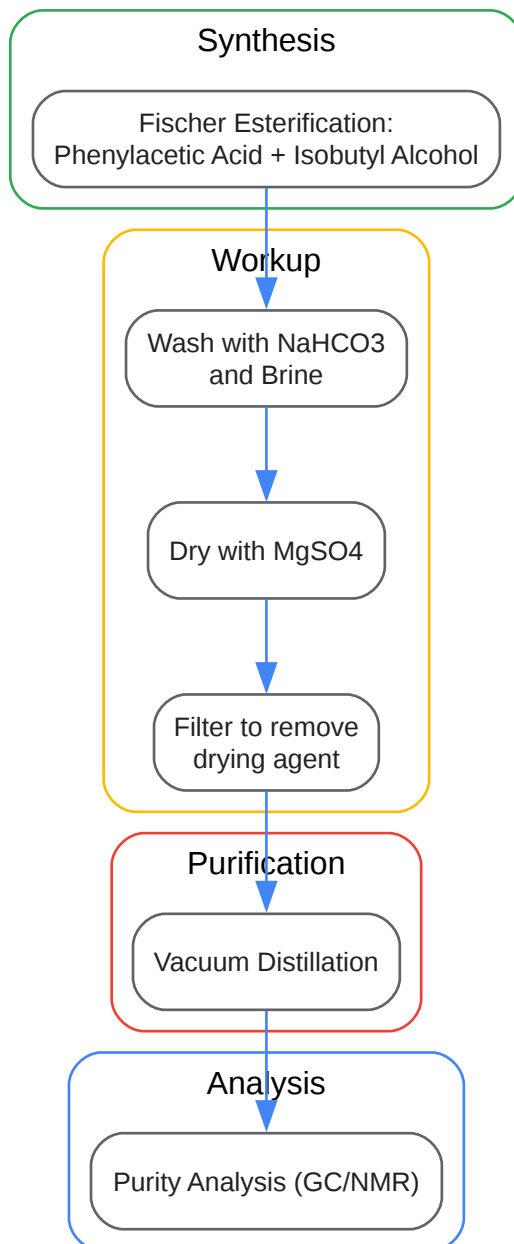 Synthesis
Fischer Esterification:
Phenylacetic Acid + Isobutyl Alcohol
Workup
Wash with NaHCO3
and Brine
Dry with MgSO4
Filter to remove
drying agent
Purification
Vacuum Distillation
Analysis
Purity Analysis (GC/NMR)